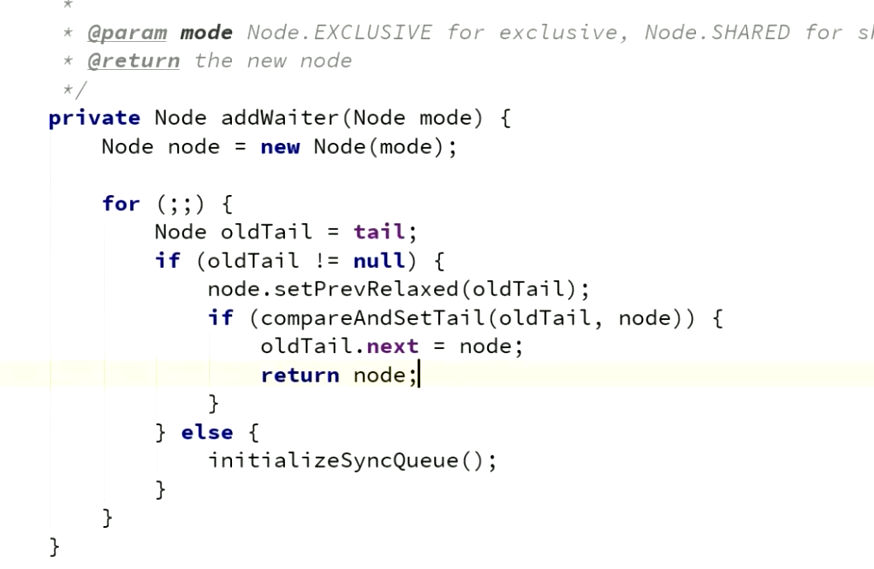 *
* @param mode Node.EXCLUSIVE for exclusive, Node.SHARED for
* @return the new node
*/
private Node addWaiter(Node mode) {
    Node node = new Node(mode);

    for (;;) {
        Node oldTail = tail;
        if (oldTail != null) {
            node.setPrevRelaxed(oldTail);
            if (compareAndSetTail(oldTail, node)) {
                oldTail.next = node;
                return node;
            }
        } else {
            initializeSyncQueue();
        }
    }
}